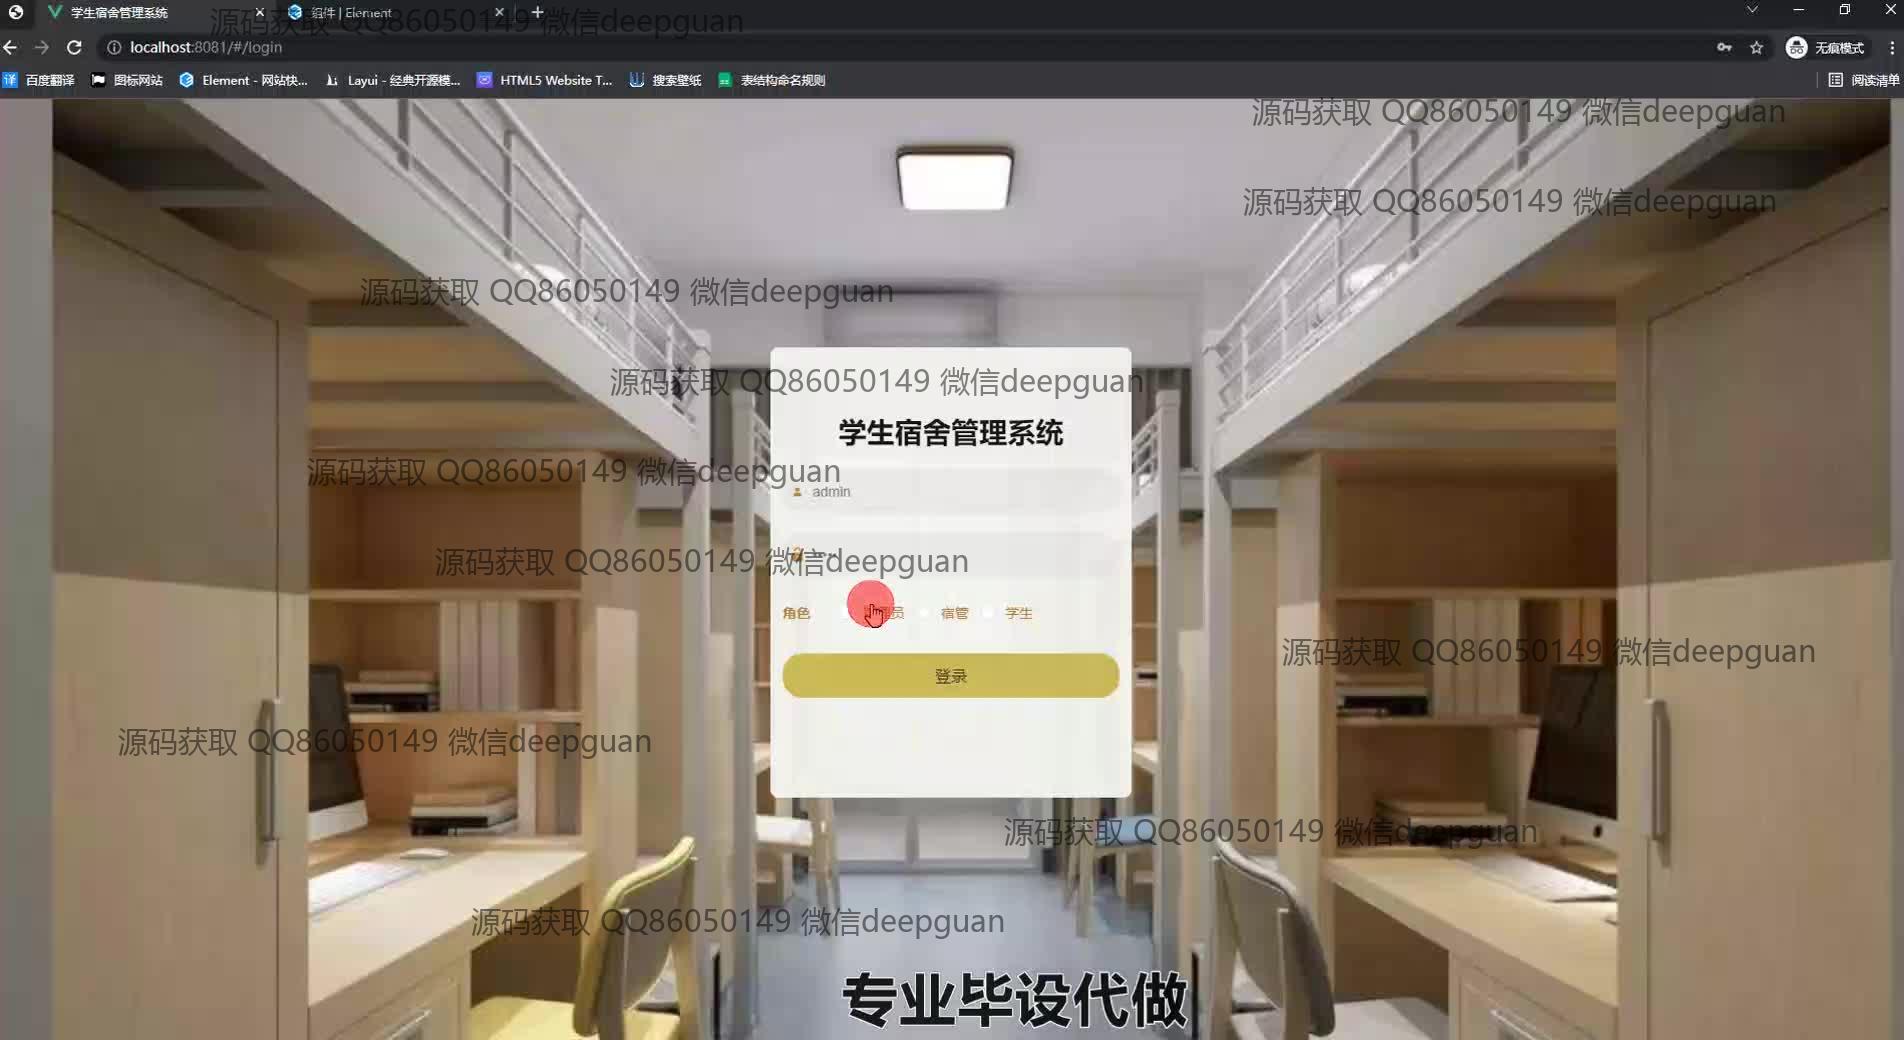 学生宿舍管理系统
组件 | Element
源码获取 QQ86050149 微信deepguan
localhost:8081/#/login
无痕模式
百度翻译
图标网站
Element - 网站快...
Layui - 经典开源模...
HTML5 Website T...
搜索壁纸
表结构命名规则
阅读清单
源码获取 QQ86050149 微信deepguan
源码获取 QQ86050149 微信deepguan
源码获取 QQ86050149 微信deepguan
源码获取 QQ86050149 微信deepguan
学生宿舍管理系统
源码获取 QQ86050149 微信deepguan
admin
源码获取 QQ86050149 微信deepguan
角色 员 宿管 学生
源码获取 QQ86050149 微信deepguan
登录
源码获取 QQ86050149 微信deepguan
源码获取 QQ86050149 微信deepguan
源码获取 QQ86050149 微信deepguan
专业毕设代做